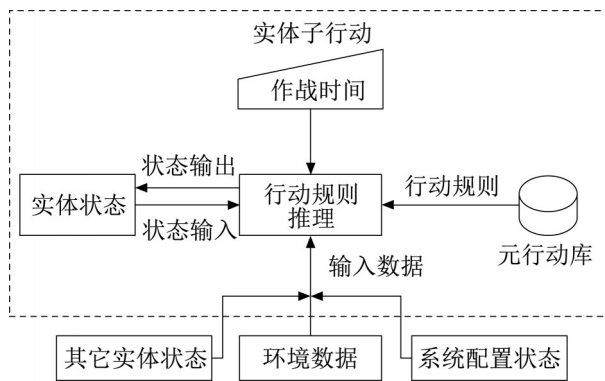 实体子行动
作战时间
状态输出
实体状态
状态输入
行动规则
推理
行动规则
元行动库
输入数据
其它实体状态
环境数据
系统配置状态